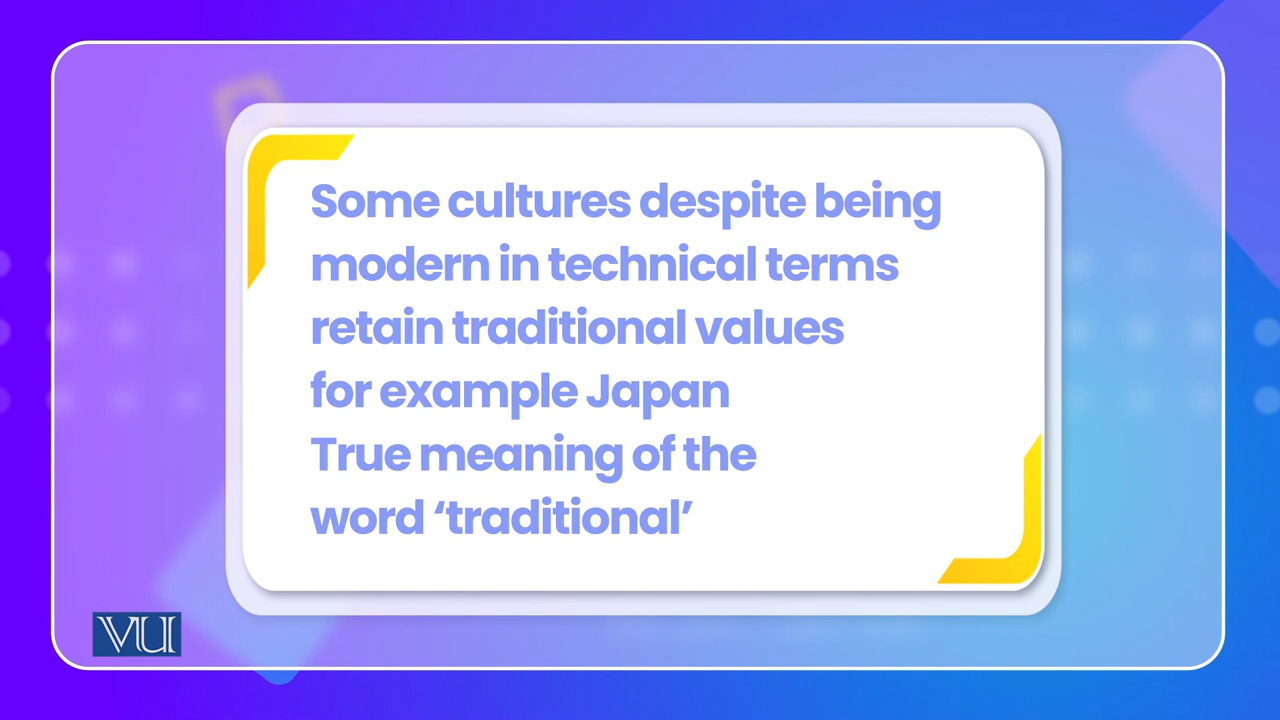 Some cultures despite being
modern in technical terms
retain traditional values
for example Japan
True meaning of the
word ‘traditional’
VU